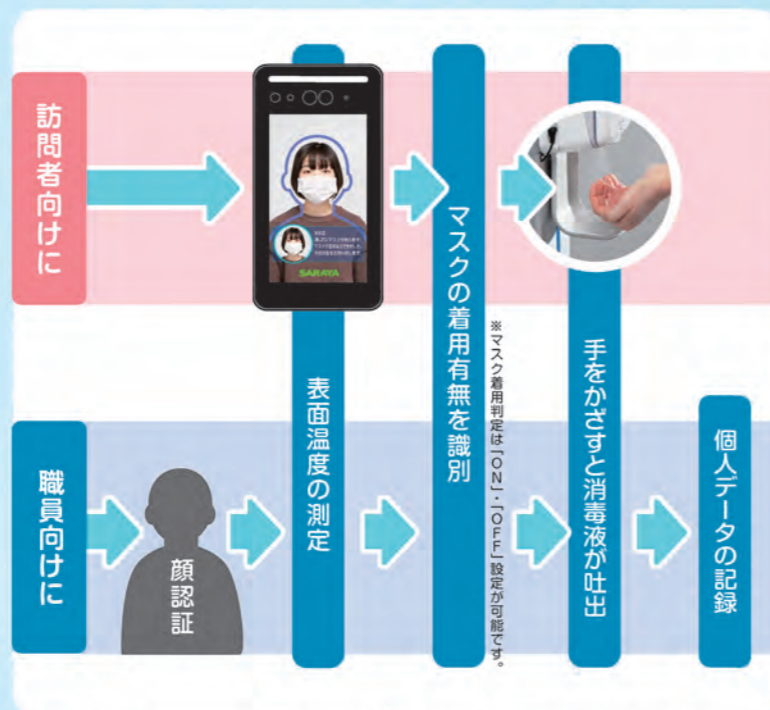 訪問者向けに
SARAYA
表面温度の測定
マスクの着用有無を識別
※マスク着用判定は「ON」・「OFF」設定が可能です。
手をかざすと消毒液が吐出
職員向けに
顔認証
個人データの記録